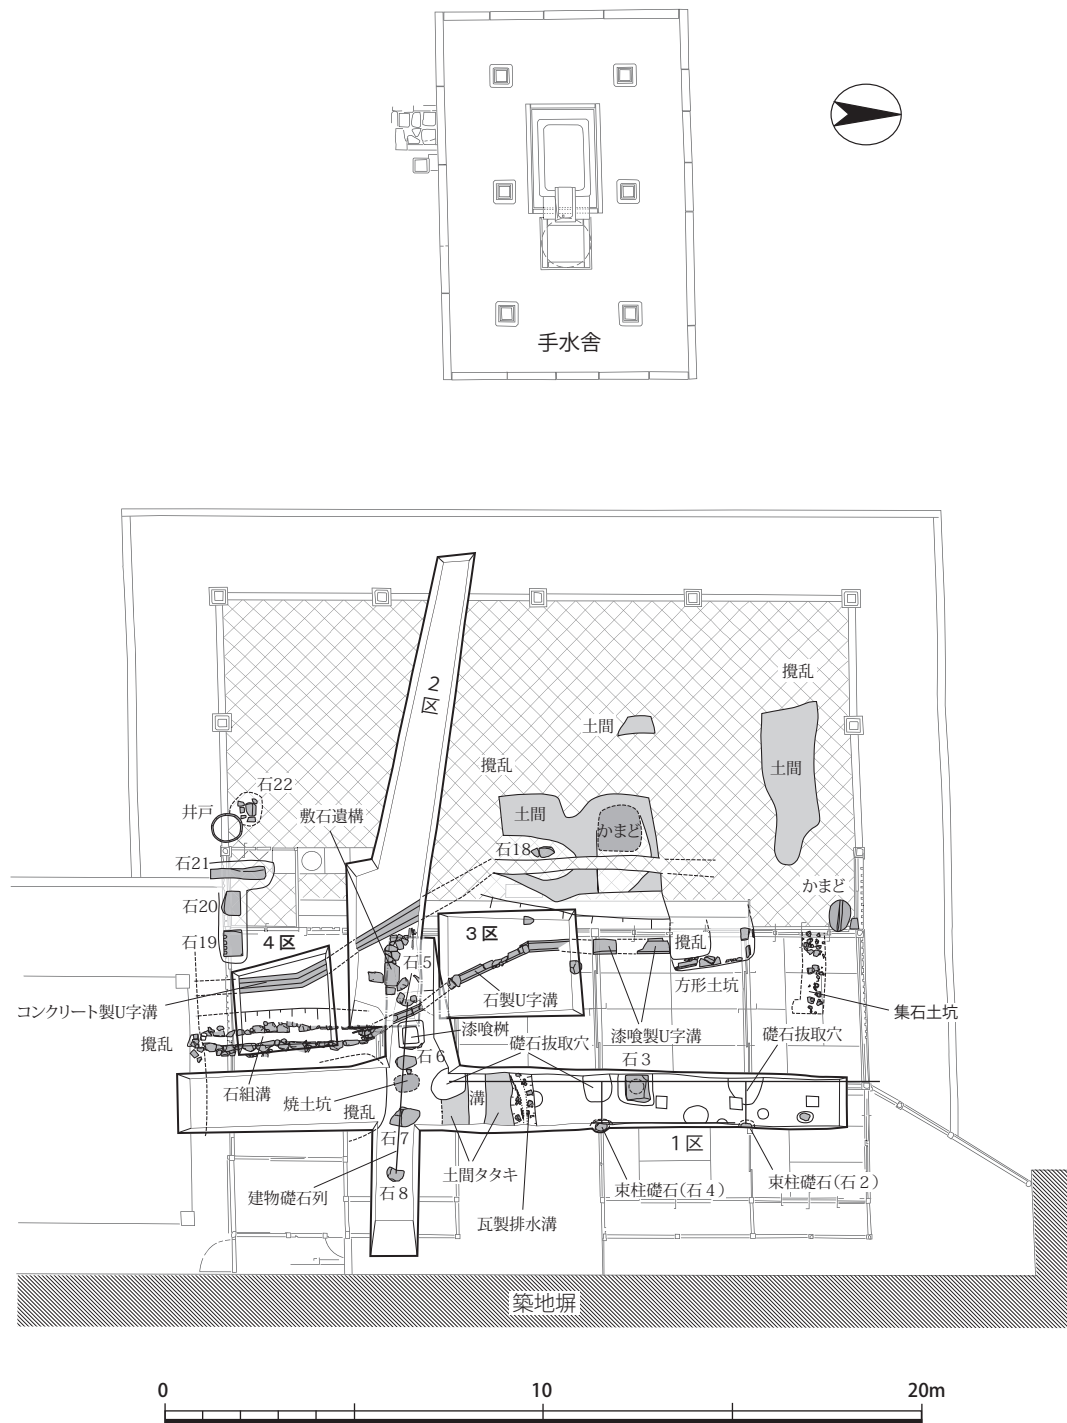 手水舎
2区
攪乱
土間
攪乱
土間
石22
井戸
敷石遺構
土間
かまど
石18
石21
かまど
石20
石19
4区
3区
攪乱
石5
方形土坑
コンクリート製U字溝
石製U字溝
集石土坑
漆喰桝
漆喰製U字溝
礎石抜取穴
攪乱
礎石抜取穴
石6
石3
石組溝
焼土坑
溝
攪乱
石7
1区
土間タタキ
束柱礎石(石4)
束柱礎石(石2)
石8
建物礎石列
瓦製排水溝
築地塀
0
10
20m